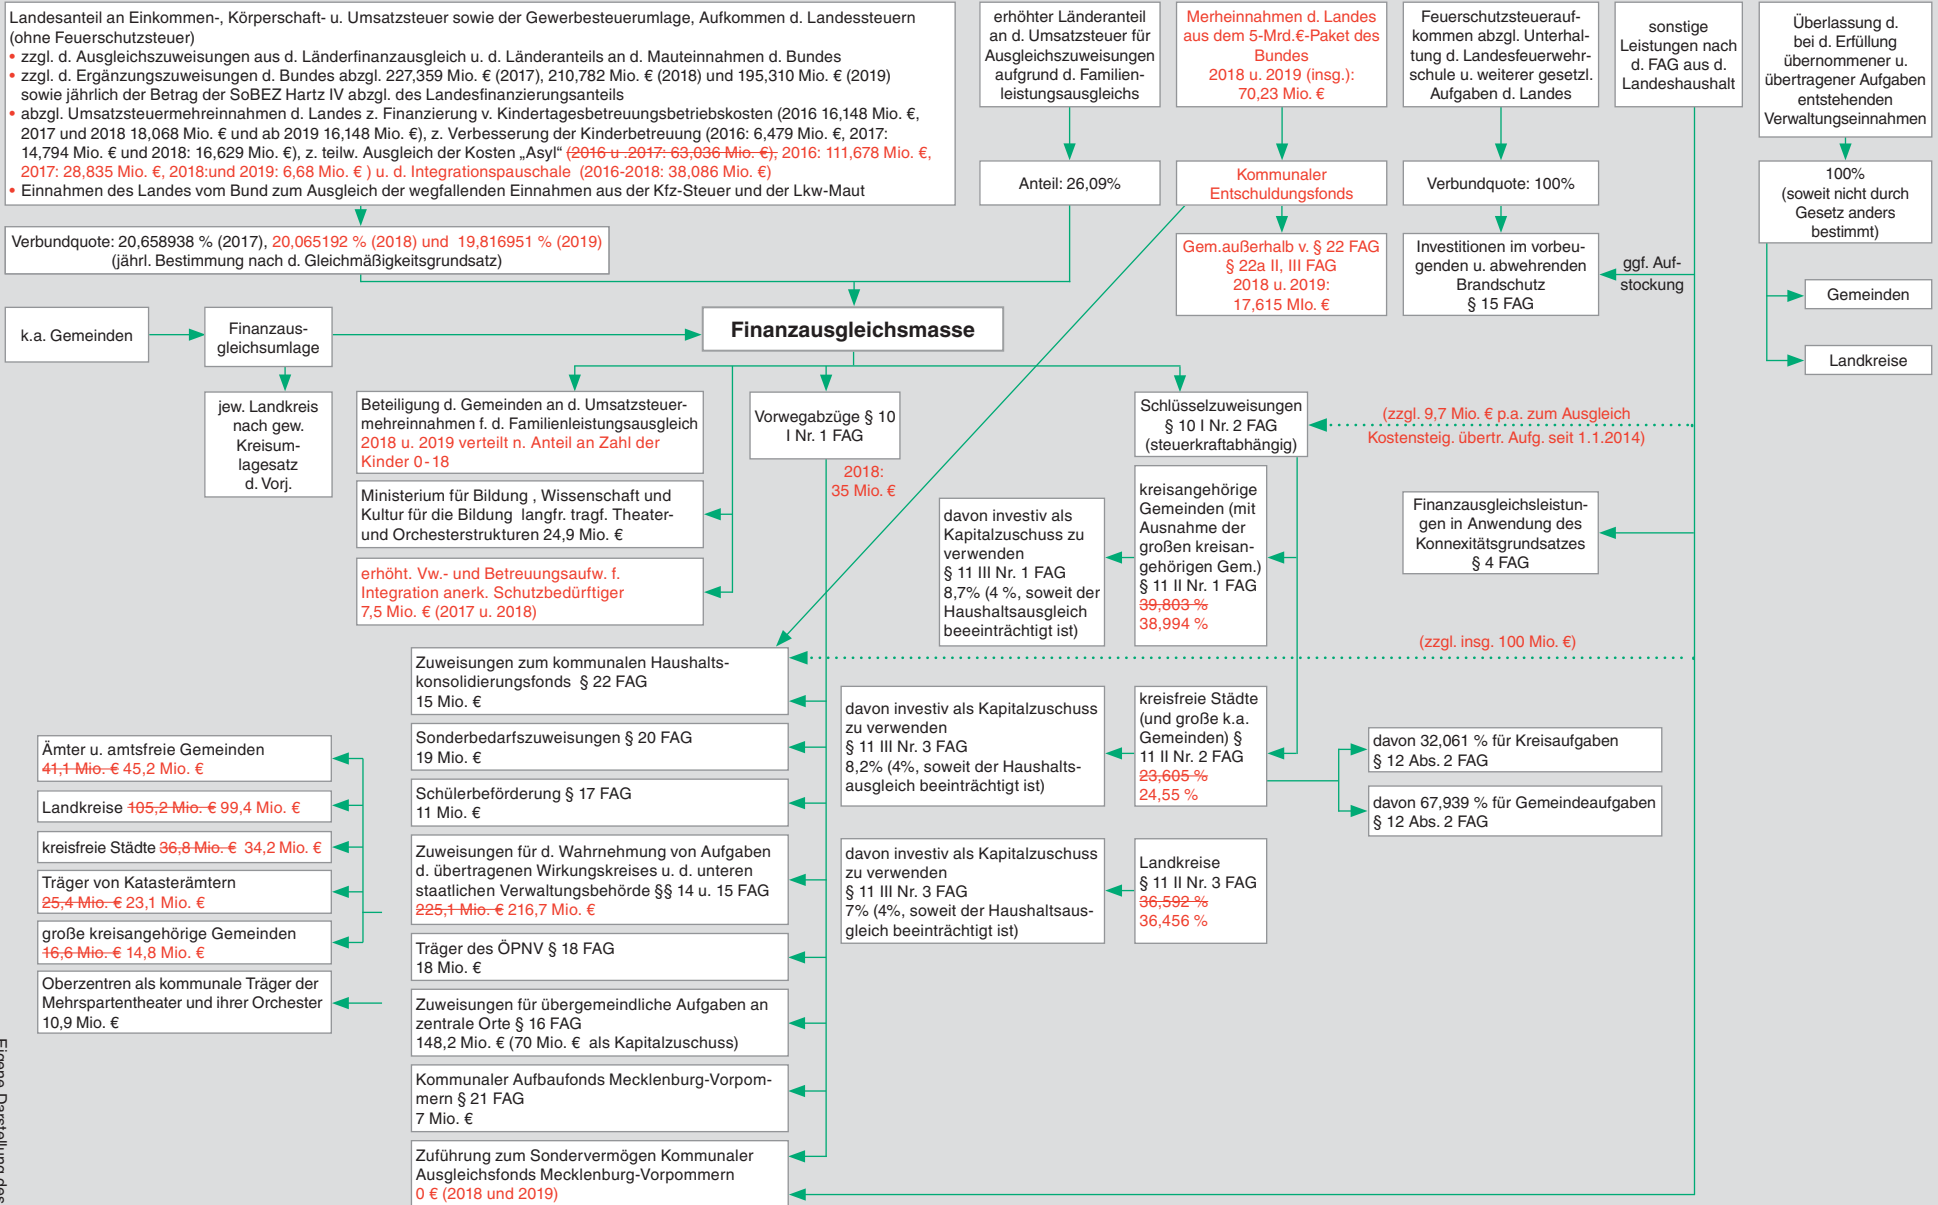 Landesanteil an Einkommen-, Körperschaft- u. Umsatzsteuer sowie der Gewerbesteuerumlage, Aufkommen d. Landessteuern
(ohne Feuerschutzsteuer)
• zzgl. d. Ausgleichszuweisungen aus d. Länderfinanzausgleich u. d. Länderanteils an d. Mauteinnahmen d. Bundes
• zzgl. d. Ergänzungszuweisungen d. Bundes abzgl. 227,359 Mio. € (2017), 210,782 Mio. € (2018) und 195,310 Mio. € (2019)
sowie jährlich der Betrag der SoBEZ Hartz IV abzgl. des Landesfinanzierungsanteils
• abzgl. Umsatzsteuermehreinnahmen d. Landes z. Finanzierung v. Kindertagesbetreuungsbetriebskosten (2016 16,148 Mio. €,
2017 und 2018 18,068 Mio. € und ab 2019 16,148 Mio. €), z. Verbesserung der Kinderbetreuung (2016: 6,479 Mio. €, 2017:
14,794 Mio. € und 2018: 16,629 Mio. €), z. teilw. Ausgleich der Kosten „Asyl“ (2016 u .2017: 63,036 Mio. €), 2016: 111,678 Mio. €,
2017: 28,835 Mio. €, 2018:und 2019: 6,68 Mio. € ) u. d. Integrationspauschale (2016-2018: 38,086 Mio. €)
• Einnahmen des Landes vom Bund zum Ausgleich der wegfallenden Einnahmen aus der Kfz-Steuer und der Lkw-Maut
erhöhter Länderanteil
an d. Umsatzsteuer für
Ausgleichszuweisungen
aufgrund d. Familien-
leistungsausgleichs
Merheinnahmen d. Landes
aus dem 5-Mrd.€-Paket des
Bundes
2018 u. 2019 (insg.):
70,23 Mio. €
Feuerschutzsteuerauf-
kommen abzgl. Unterhal-
tung d. Landesfeuerwehr-
schule u. weiterer gesetzl.
Aufgaben d. Landes
sonstige
Leistungen nach
d. FAG aus d.
Landeshaushalt
Überlassung d.
bei d. Erfüllung
übernommener u.
übertragener Aufgaben
entstehenden
Verwaltungseinnahmen
Anteil: 26,09%
Kommunaler
Entschuldungsfonds
Verbundquote: 100%
100%
(soweit nicht durch
Gesetz anders
bestimmt)
Verbundquote: 20,658938 % (2017), 20,065192 % (2018) und 19,816951 % (2019)
(jährl. Bestimmung nach d. Gleichmäßigkeitsgrundsatz)
Gem.außerhalb v. § 22 FAG
§ 22a II, III FAG
2018 u. 2019:
17,615 MIo. €
Investitionen im vorbeu-
genden u. abwehrenden
Brandschutz
§ 15 FAG
ggf. Auf-
stockung
Gemeinden
Landkreise
k.a. Gemeinden
Finanzaus-
gleichsumlage
Finanzausgleichsmasse
jew. Landkreis
nach gew.
Kreisum-
lagesatz
d. Vorj.
Beteiligung d. Gemeinden an d. Umsatzsteuer-
mehreinnahmen f. d. Familienleistungsausgleich
2018 u. 2019 verteilt n. Anteil an Zahl der
Kinder 0-18
Vorwegabzüge § 10
I Nr. 1 FAG
2018:
35 Mio. €
Schlüsselzuweisungen
§ 10 I Nr. 2 FAG
(steuerkraftabhängig)
(zzgl. 9,7 Mio. € p.a. zum Ausgleich
Kostensteig. übertr. Aufg. seit 1.1.2014)
Ministerium für Bildung , Wissenschaft und
Kultur für die Bildung langfr. tragf. Theater-
und Orchesterstrukturen 24,9 Mio. €
erhöht. Vw.- und Betreuungsaufw. f.
Integration anerk. Schutzbedürftiger
7,5 Mio. € (2017 u. 2018)
davon investiv als
Kapitalzuschuss zu
verwenden
§ 11 III Nr. 1 FAG
8,7% (4 %, soweit der
Haushaltsausgleich
beeeinträchtigt ist)
kreisangehörige
Gemeinden (mit
Ausnahme der
großen kreisan-
gehörigen Gem.)
§ 11 II Nr. 1 FAG
39,803 %
38,994 %
Finanzausgleichsleistun-
gen in Anwendung des
Konnexitätsgrundsatzes
§ 4 FAG
(zzgl. insg. 100 Mio. €)
Zuweisungen zum kommunalen Haushalts-
konsolidierungsfonds § 22 FAG
15 Mio. €
Sonderbedarfszuweisungen § 20 FAG
19 Mio. €
Schülerbeförderung § 17 FAG
11 Mio. €
Zuweisungen für d. Wahrnehmung von Aufgaben
d. übertragenen Wirkungskreises u. d. unteren
staatlichen Verwaltungsbehörde §§ 14 u. 15 FAG
225,1 Mio. € 216,7 Mio. €
Träger des ÖPNV § 18 FAG
18 Mio. €
Zuweisungen für übergemeindliche Aufgaben an
zentrale Orte § 16 FAG
148,2 Mio. € (70 Mio. € als Kapitalzuschuss)
Kommunaler Aufbaufonds Mecklenburg-Vorpom-
mern § 21 FAG
7 Mio. €
Zuführung zum Sondervermögen Kommunaler
Ausgleichsfonds Mecklenburg-Vorpommern
0 € (2018 und 2019)
davon investiv als Kapitalzuschuss
zu verwenden
§ 11 III Nr. 3 FAG
8,2% (4%, soweit der Haushalts-
ausgleich beeinträchtigt ist)
kreisfreie Städte
(und große k.a.
Gemeinden) §
11 II Nr. 2 FAG
23,605 %
24,55 %
davon 32,061 % für Kreisaufgaben
§ 12 Abs. 2 FAG
davon 67,939 % für Gemeindeaufgaben
§ 12 Abs. 2 FAG
davon investiv als Kapitalzuschuss
zu verwenden
§ 11 III Nr. 3 FAG
7% (4%, soweit der Haushaltsaus-
gleich beeinträchtigt ist)
Landkreise
§ 11 II Nr. 3 FAG
36,592 %
36,456 %
Ämter u. amtsfreie Gemeinden
41,1 Mio. € 45,2 Mio. €
Landkreise 105,2 Mio. € 99,4 Mio. €
kreisfreie Städte 36,8 Mio. € 34,2 Mio. €
Träger von Katasterämtern
25,4 Mio. € 23,1 Mio. €
große kreisangehörige Gemeinden
16,6 Mio. € 14,8 Mio. €
Oberzentren als kommunale Träger der
Mehrspartentheater und ihrer Orchester
10,9 Mio. €
Eigene Darstellung des